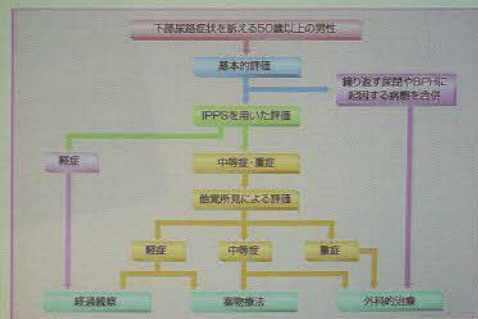 下部尿路症状を訴える50歳以上の男性
基本的評価
繰り返す尿閉やBPHに
起因する病態を合併
IPPSを用いた評価
軽症
中等症・重症
他覚所見による評価
軽症
中等症
重症
経過観察
薬物療法
外科的治療